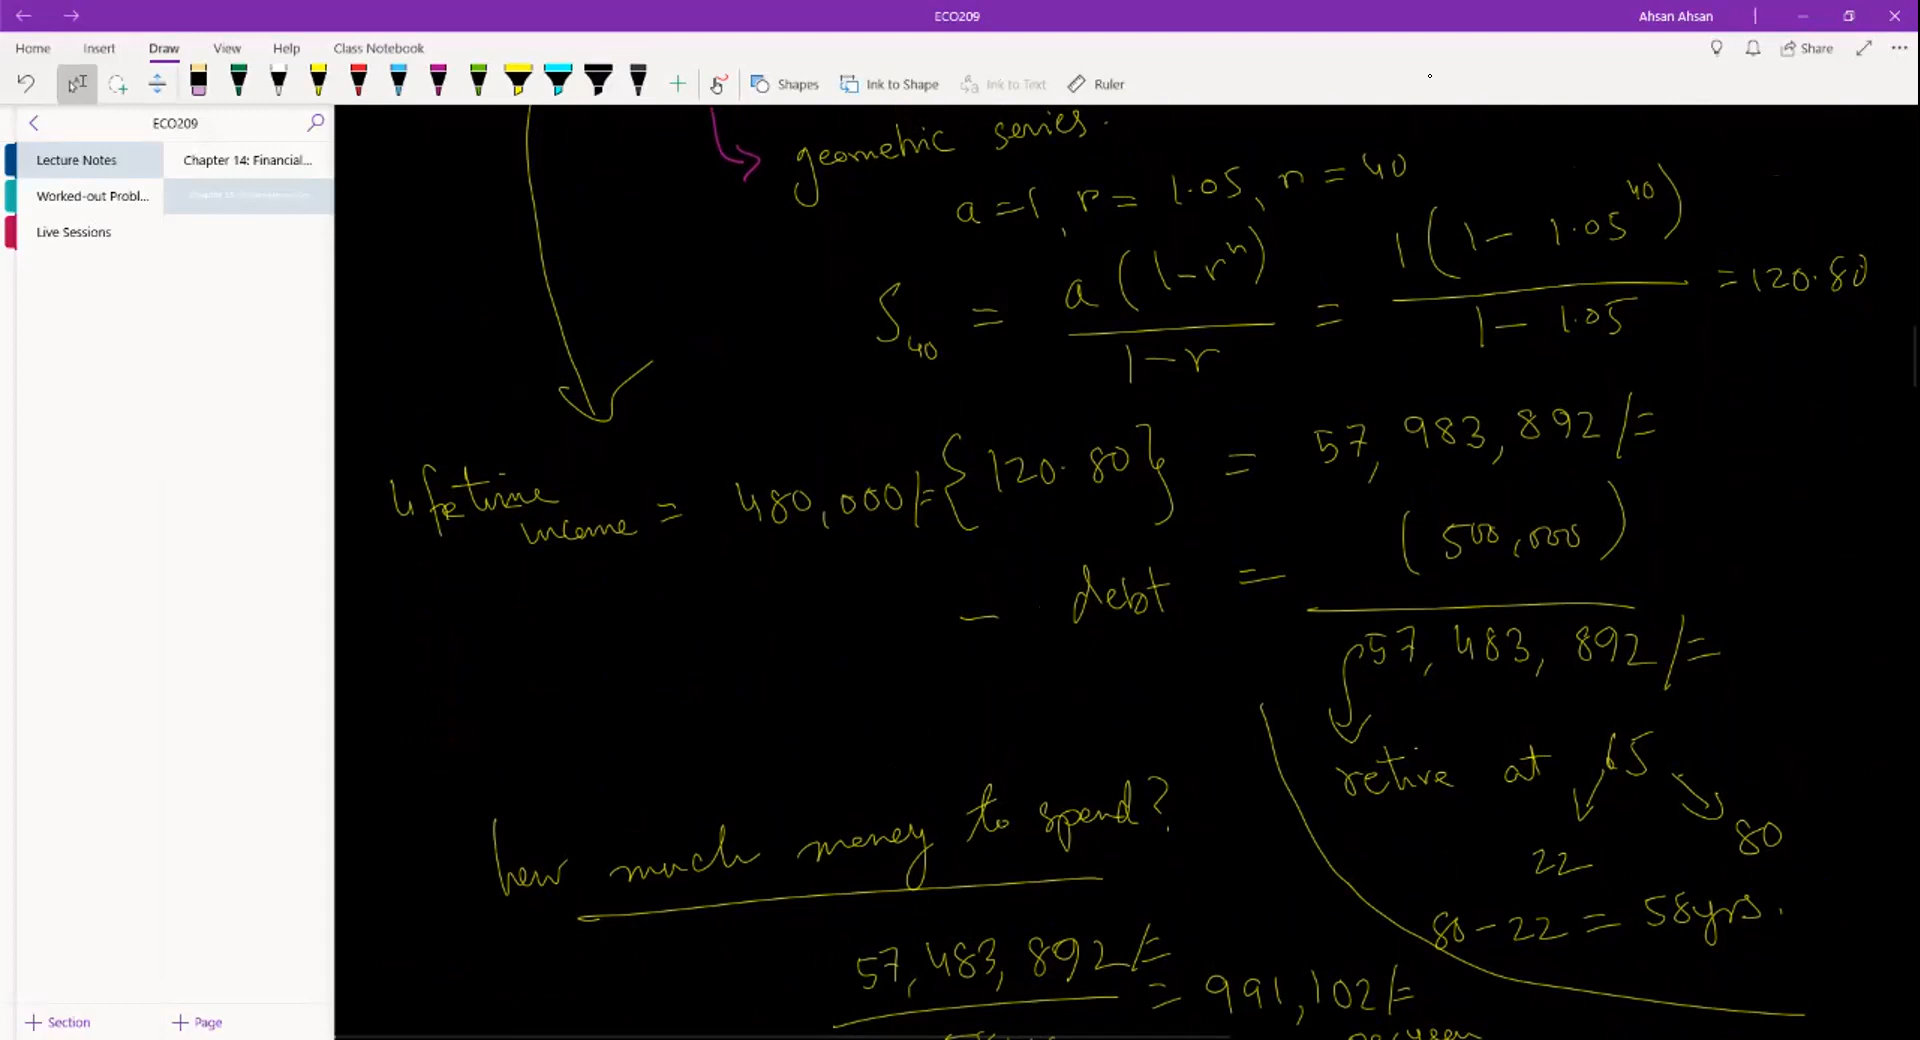 ECO209
Ahsan Ahsan
Home Insert Draw View Help Class Notebook
Share
Shapes Ink to Shape Ink to Text Ruler
ECO209
Lecture Notes
Worked-out Probl...
Live Sessions
Chapter 14: Financial...
+ Section + Page
geometric series.
a = 1, r = 1.05, n = 40
S₄₀ = a(1-rⁿ) / 1-r = 1(1- 1.05⁴⁰) / 1- 1.05 = 120.80
lifetime income = 480,000/= {120.80} = 57,983,892/=
- debt = (500,000)
57,483,892/=
retire at 65
22 80
80-22 = 58yrs.
how much money to spend?
57,483,892/= = 991,102/=